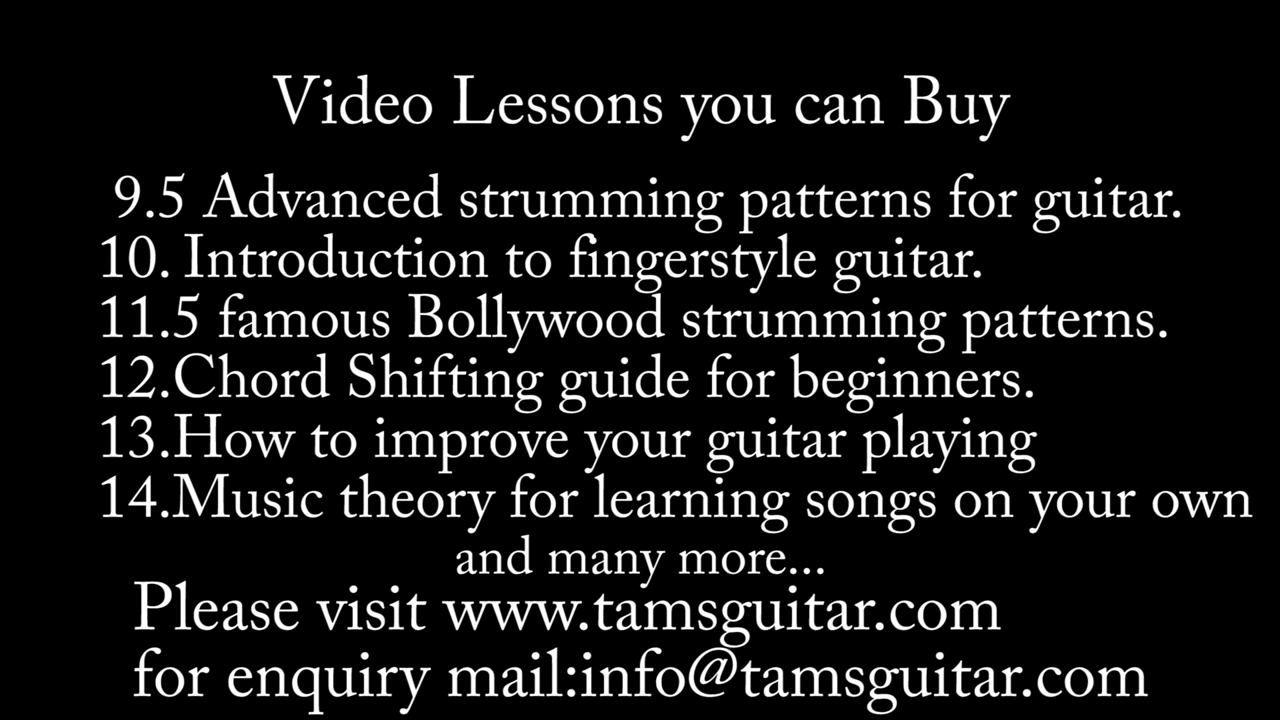 Video Lessons you can Buy
9.5 Advanced strumming patterns for guitar.
10. Introduction to fingerstyle guitar.
11.5 famous Bollywood strumming patterns.
12.Chord Shifting guide for beginners.
13.How to improve your guitar playing
14.Music theory for learning songs on your own
and many more...
Please visit www.tamsguitar.com
for enquiry mail:info@tamsguitar.com